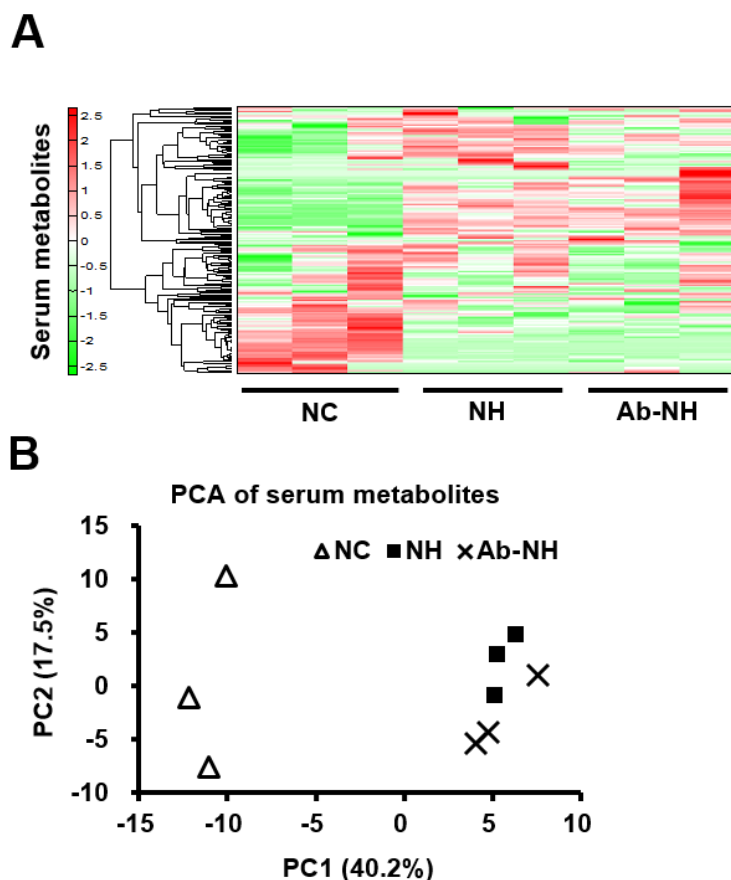 A
Serum metabolites
2.5
2
1.5
1
0.5
0
-0.5
-1
-1.5
-2
-2.5
NC NH Ab-NH
B
PCA of serum metabolites
NC NH Ab-NH
PC2 (17.5%)
15
10
5
0
-5
-10
-15 -10 -5 0 5 10
PC1 (40.2%)